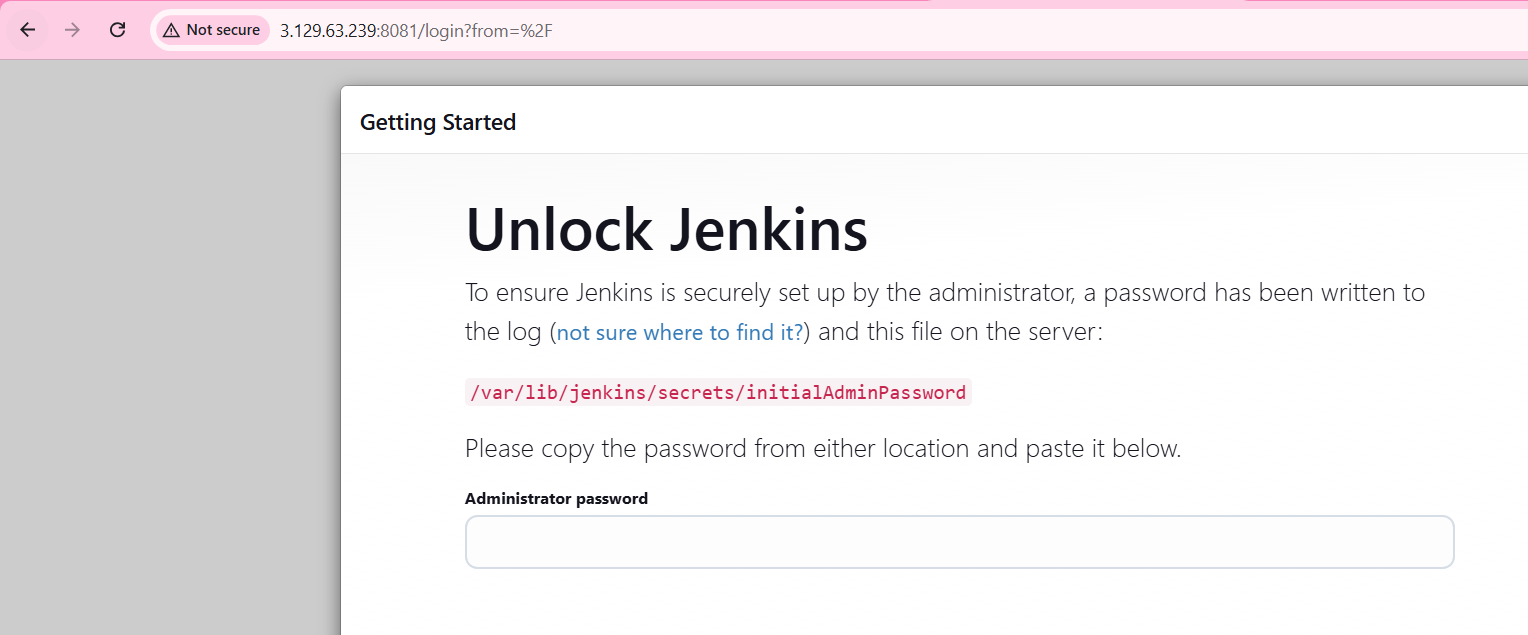 Not secure 3.129.63.239:8081/login?from=%2F
Getting Started
Unlock Jenkins
To ensure Jenkins is securely set up by the administrator, a password has been written to
the log (not sure where to find it?) and this file on the server:
/var/lib/jenkins/secrets/initialAdminPassword
Please copy the password from either location and paste it below.
Administrator password